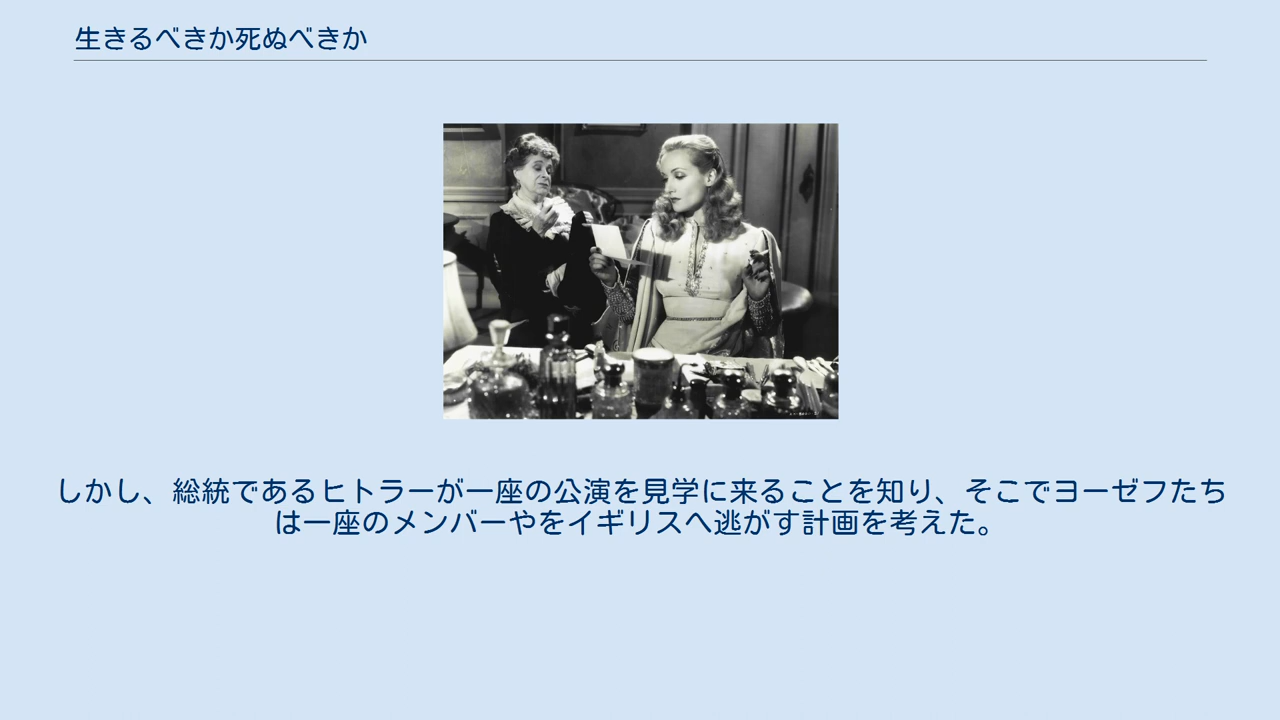 生きるべきか死ぬべきか
しかし、総統であるヒトラーが一座の公演を見学に来ることを知り、そこでヨーゼフたち
は一座のメンバーやをイギリスへ逃がす計画を考えた。